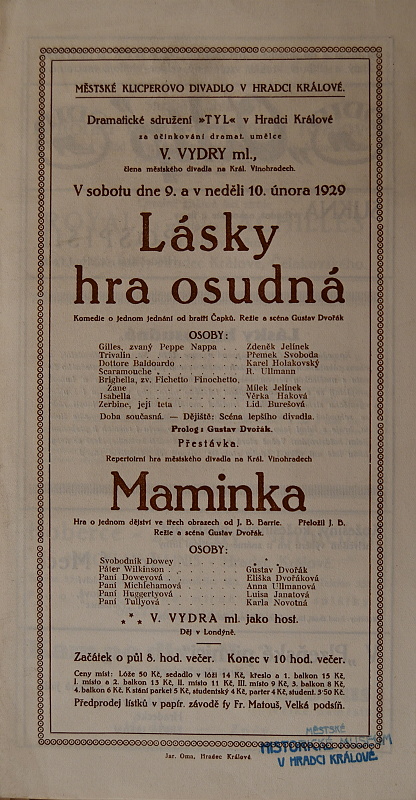 MĚSTSKÉ KLICPEROVO DIVADLO V HRADCI KRÁLOVÉ.
Dramatické sdružení »TYL« v Hradci Králové
za účinkování dramat. umělce
V. VYDRY ml.,
člena městského divadla na Král. Vinohradech.
V sobotu dne 9. a v neděli 10. února 1929
Lásky
hra osudná
Komedie o jednom jednání od bratří Čapků. Režie a scéna Gustav Dvořák
OSOBY:
Gilles, zvaný Peppe Nappa . . Zdeněk Jelínek
Trivalin . . . . . . . . Přemek Svoboda
Dottore Baldoardo . . . . . Karel Holakovský
Scaramouche . . . . . . . R. Ullmann
Brighella, zv. Fichetto Finochetto,
Zane . . . . . . . . Milek Jelínek
Isabella . . . . . . . . Věrka Haková
Zerbine, její teta . . . . . . Lid. Burešová
Doba současná. — Dějiště: Scéna lepšího divadla.
Prolog: Gustav Dvořák.
Přestávka.
Repertoirní hra městského divadla na Král. Vinohradech
Maminka
Hra o jednom dějství ve třech obrazech od J. B. Barrie. Přeložil J. B.
Režie a scéna Gustav Dvořák.
OSOBY:
Svobodník Dowey . . . . . * * *
Páter Wilkinson . . . . . Gustav Dvořák
Paní Doweyová . . . . . Eliška Dvořáková
Paní Michlehamová . . . . Anna Ullmanová
Paní Huggertyová . . . . Luisa Janatová
Paní Tullyová . . . . . Karla Novotná
* * * V. VYDRA ml. jako host.
Děj v Londýně.
Začátek o půl 8. hod. večer. Konec v 10 hod. večer.
Ceny míst: Lóže 50 Kč, sedadlo v lóži 14 Kč, křeslo a 1. balkon 15 Kč,
I. místo a 2. balkon 13 Kč, II. místo 11 Kč, III. místo 9 Kč, 3. balkon 8 Kč,
4. balkon 6 Kč, K stání parket 5 Kč, studentský 4 Kč, parter 4 Kč, student. 3·50 Kč.
Předprodej lístků v papír. závodě fy Fr. Matouš, Velké podsíň.
Jar. Oma, Hradec Králové
MĚSTSKÉ
HISTORICKÉ MUSEUM
V HRADCI KRÁLOVÉ.